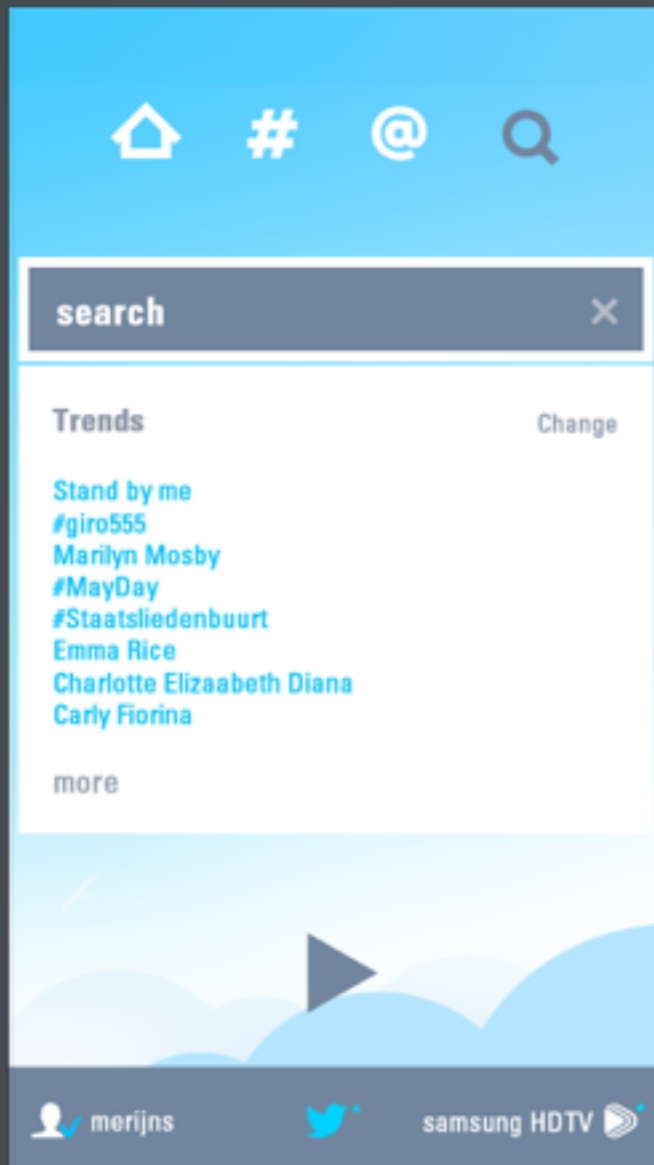 # @
search ×
Trends Change
Stand by me
#giro555
Marilyn Mosby
#MayDay
#Staatsliedenbuurt
Emma Rice
Charlotte Elizaabeth Diana
Carly Fiorina
more
merijns samsung HDTV